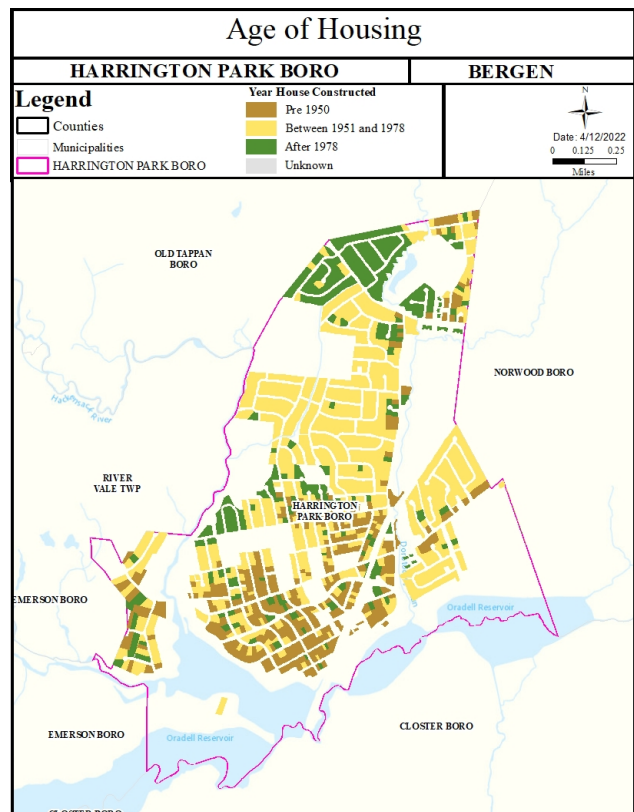 Age of Housing
HARRINGTON PARK BORO
BERGEN
Legend
Counties
Municipalities
HARRINGTON PARK BORO
Year House Constructed
Pre 1950
Between 1951 and 1978
After 1978
Unknown
N
Date: 4/12/2022
0 0.125 0.25
Miles
OLD TAPPAN
BORO
NORWOOD BORO
RIVER
VALE TWP
HARRINGTON
PARK BORO
EMERSON BORO
Oradell Reservoir
EMERSON BORO
Oradell Reservoir
CLOSTER BORO
CLOSTER BORO